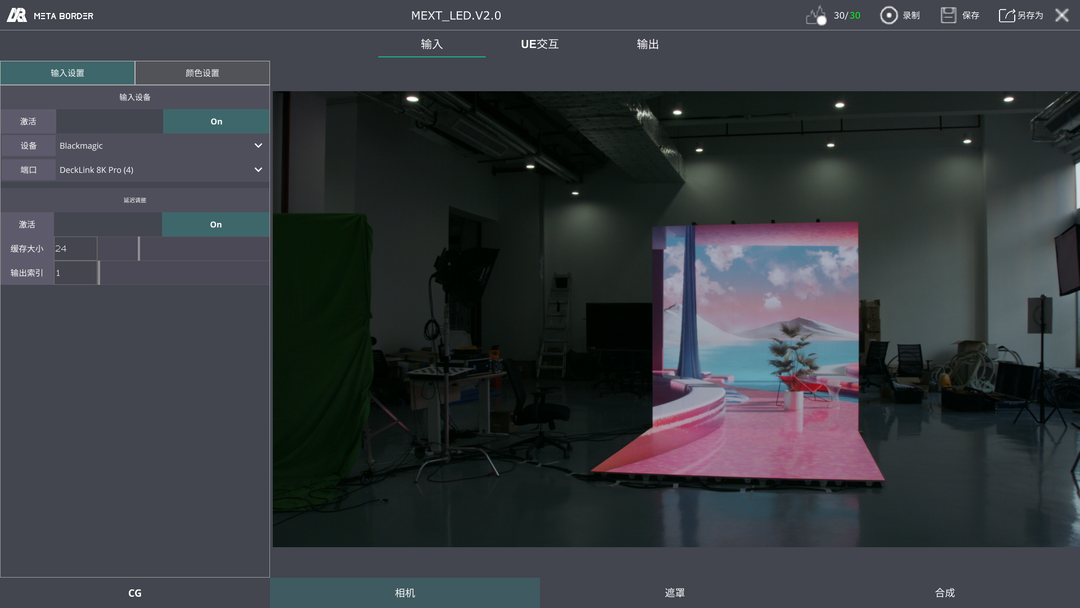 META BORDER
MEXT_LED.V2.0
30/30
录制
保存
另存为
输入
UE交互
输出
输入设置
颜色设置
输入设备
激活
On
设备
Blackmagic
端口
DeckLink 8K Pro (4)
延迟调整
激活
On
缓存大小
24
输出索引
1
CG
相机
遮罩
合成